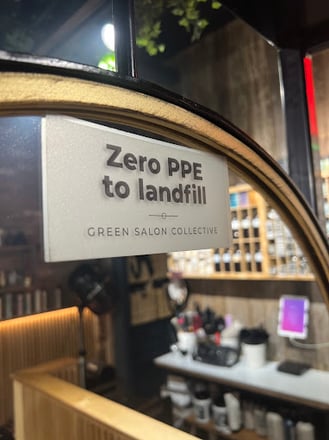 Zero PPE
to landfill
GREEN SALON COLLECTIVE